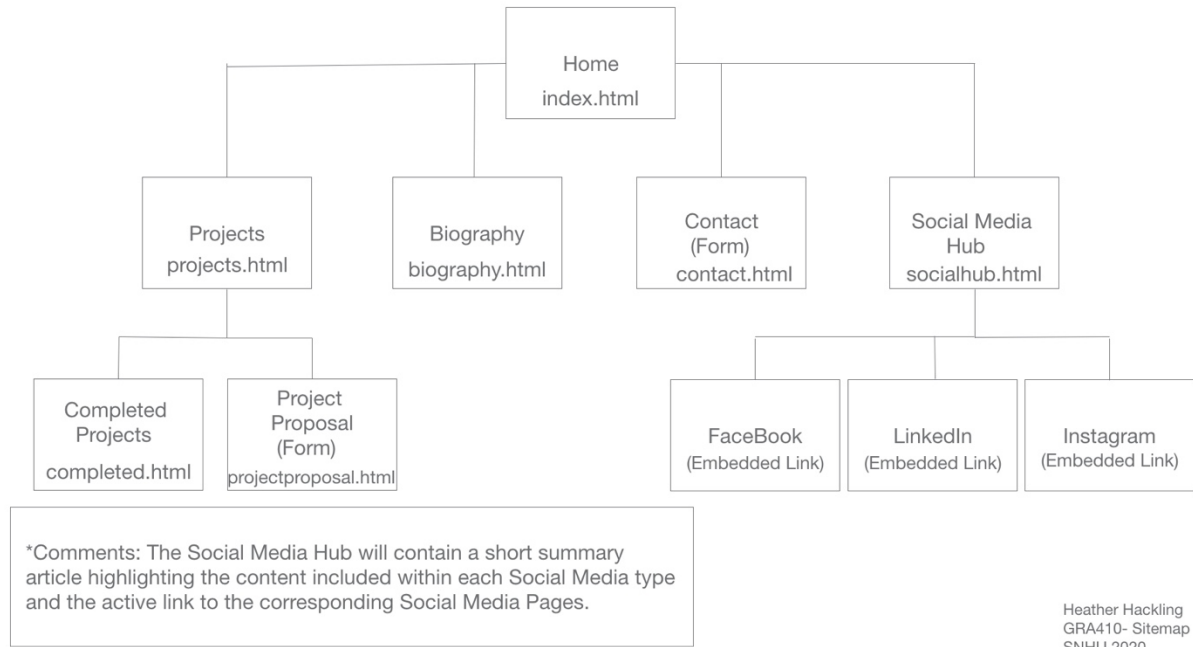 Home
index.html
Projects
projects.html
Biography
biography.html
Contact
(Form)
contact.html
Social Media
Hub
socialhub.html
Completed
Projects
completed.html
Project
Proposal
(Form)
projectproposal.html
FaceBook
(Embedded Link)
LinkedIn
(Embedded Link)
Instagram
(Embedded Link)
*Comments: The Social Media Hub will contain a short summary
article highlighting the content included within each Social Media type
and the active link to the corresponding Social Media Pages.
Heather Hackling
GRA410- Sitemap
SNHU 2020